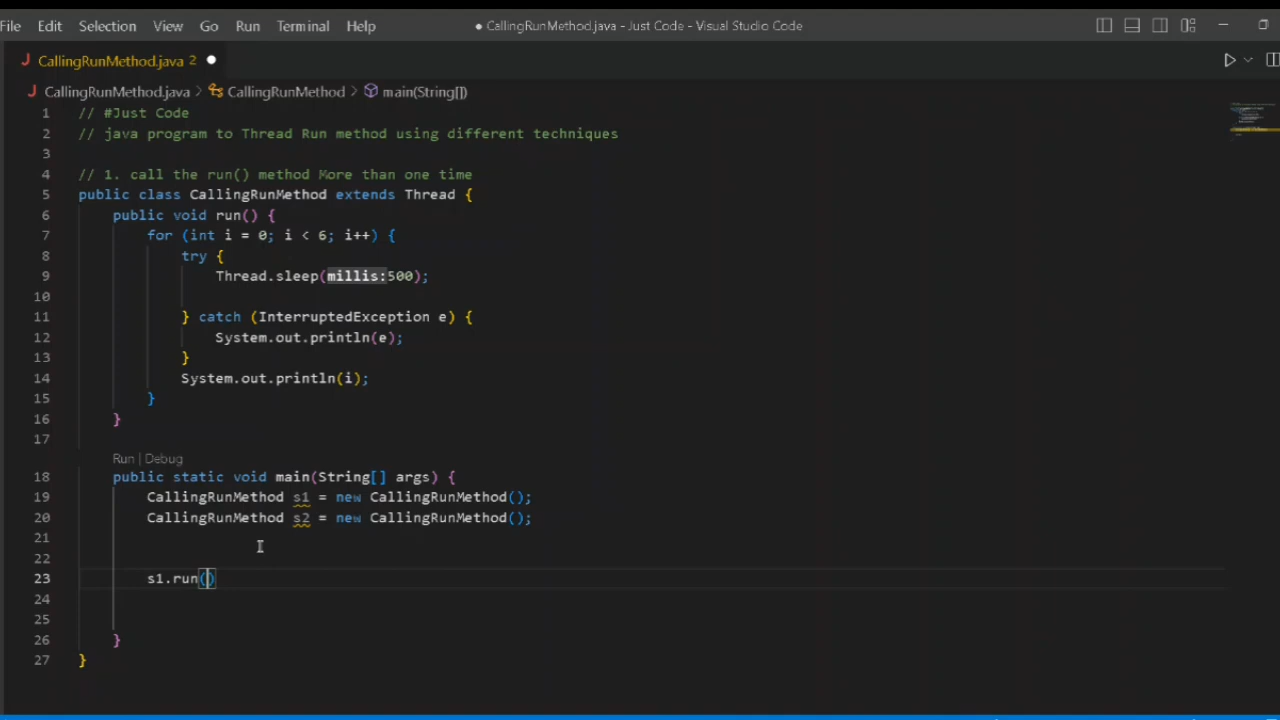 File Edit Selection View Go Run Terminal Help ● CallingRunMethod.java - Just Code - Visual Studio Code
J CallingRunMethod.java 2 ●
J CallingRunMethod.java > CallingRunMethod > main(String[])
1 // #Just Code
2 // java program to Thread Run method using different techniques
3
4 // 1. call the run() method More than one time
5 public class CallingRunMethod extends Thread {
6 public void run() {
7 for (int i = 0; i < 6; i++) {
8 try {
9 Thread.sleep(millis:500);
10
11 } catch (InterruptedException e) {
12 System.out.println(e);
13 }
14 System.out.println(i);
15 }
16 }
17
Run | Debug
18 public static void main(String[] args) {
19 CallingRunMethod s1 = new CallingRunMethod();
20 CallingRunMethod s2 = new CallingRunMethod();
21
22
23 s1.run()
24
25
26 }
27 }